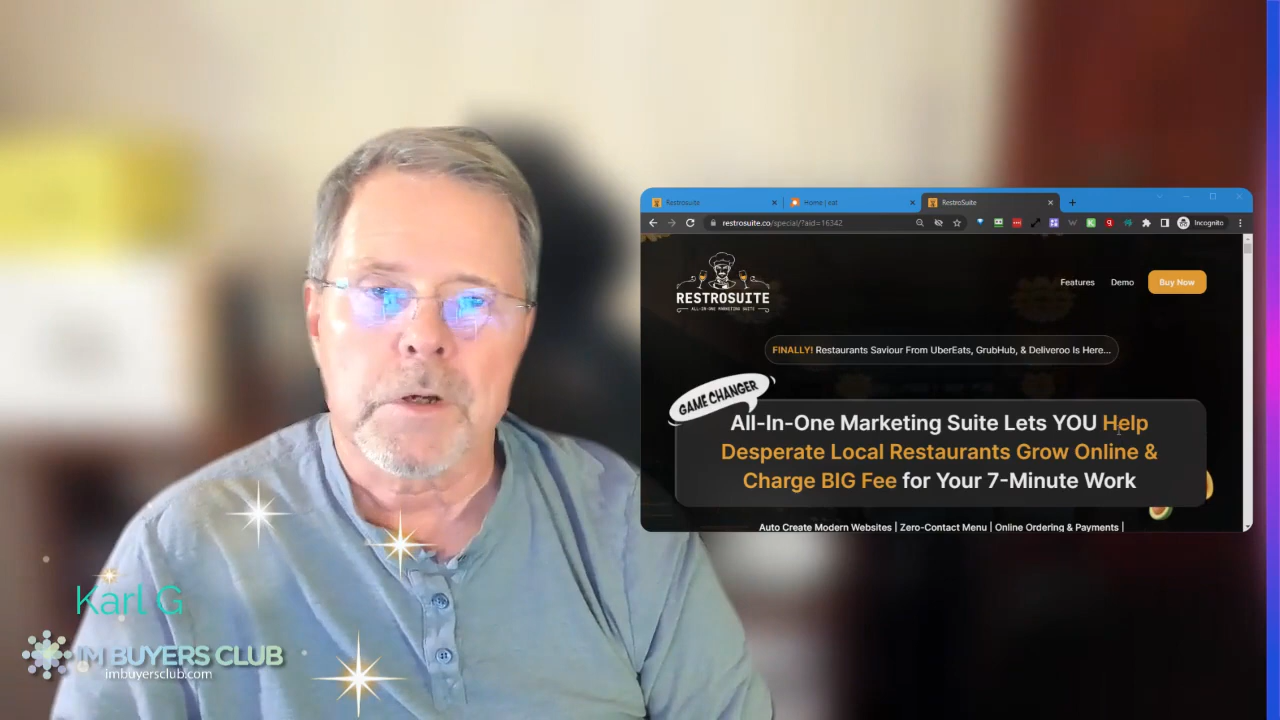 Restrosuite
Home | eat
RestroSuite
restrosuite.co/special/?aid=16342
Incognito
RESTROSUITE
ALL-IN-ONE MARKETING SUITE
Features
Demo
Buy Now
FINALLY! Restaurants Saviour From UberEats, GrubHub, & Deliveroo Is Here...
GAME CHANGER
All-In-One Marketing Suite Lets YOU Help
Desperate Local Restaurants Grow Online &
Charge BIG Fee for Your 7-Minute Work
Auto Create Modern Websites | Zero-Contact Menu | Online Ordering & Payments |
Karl G
IM BUYERS CLUB
imbuyersclub.com